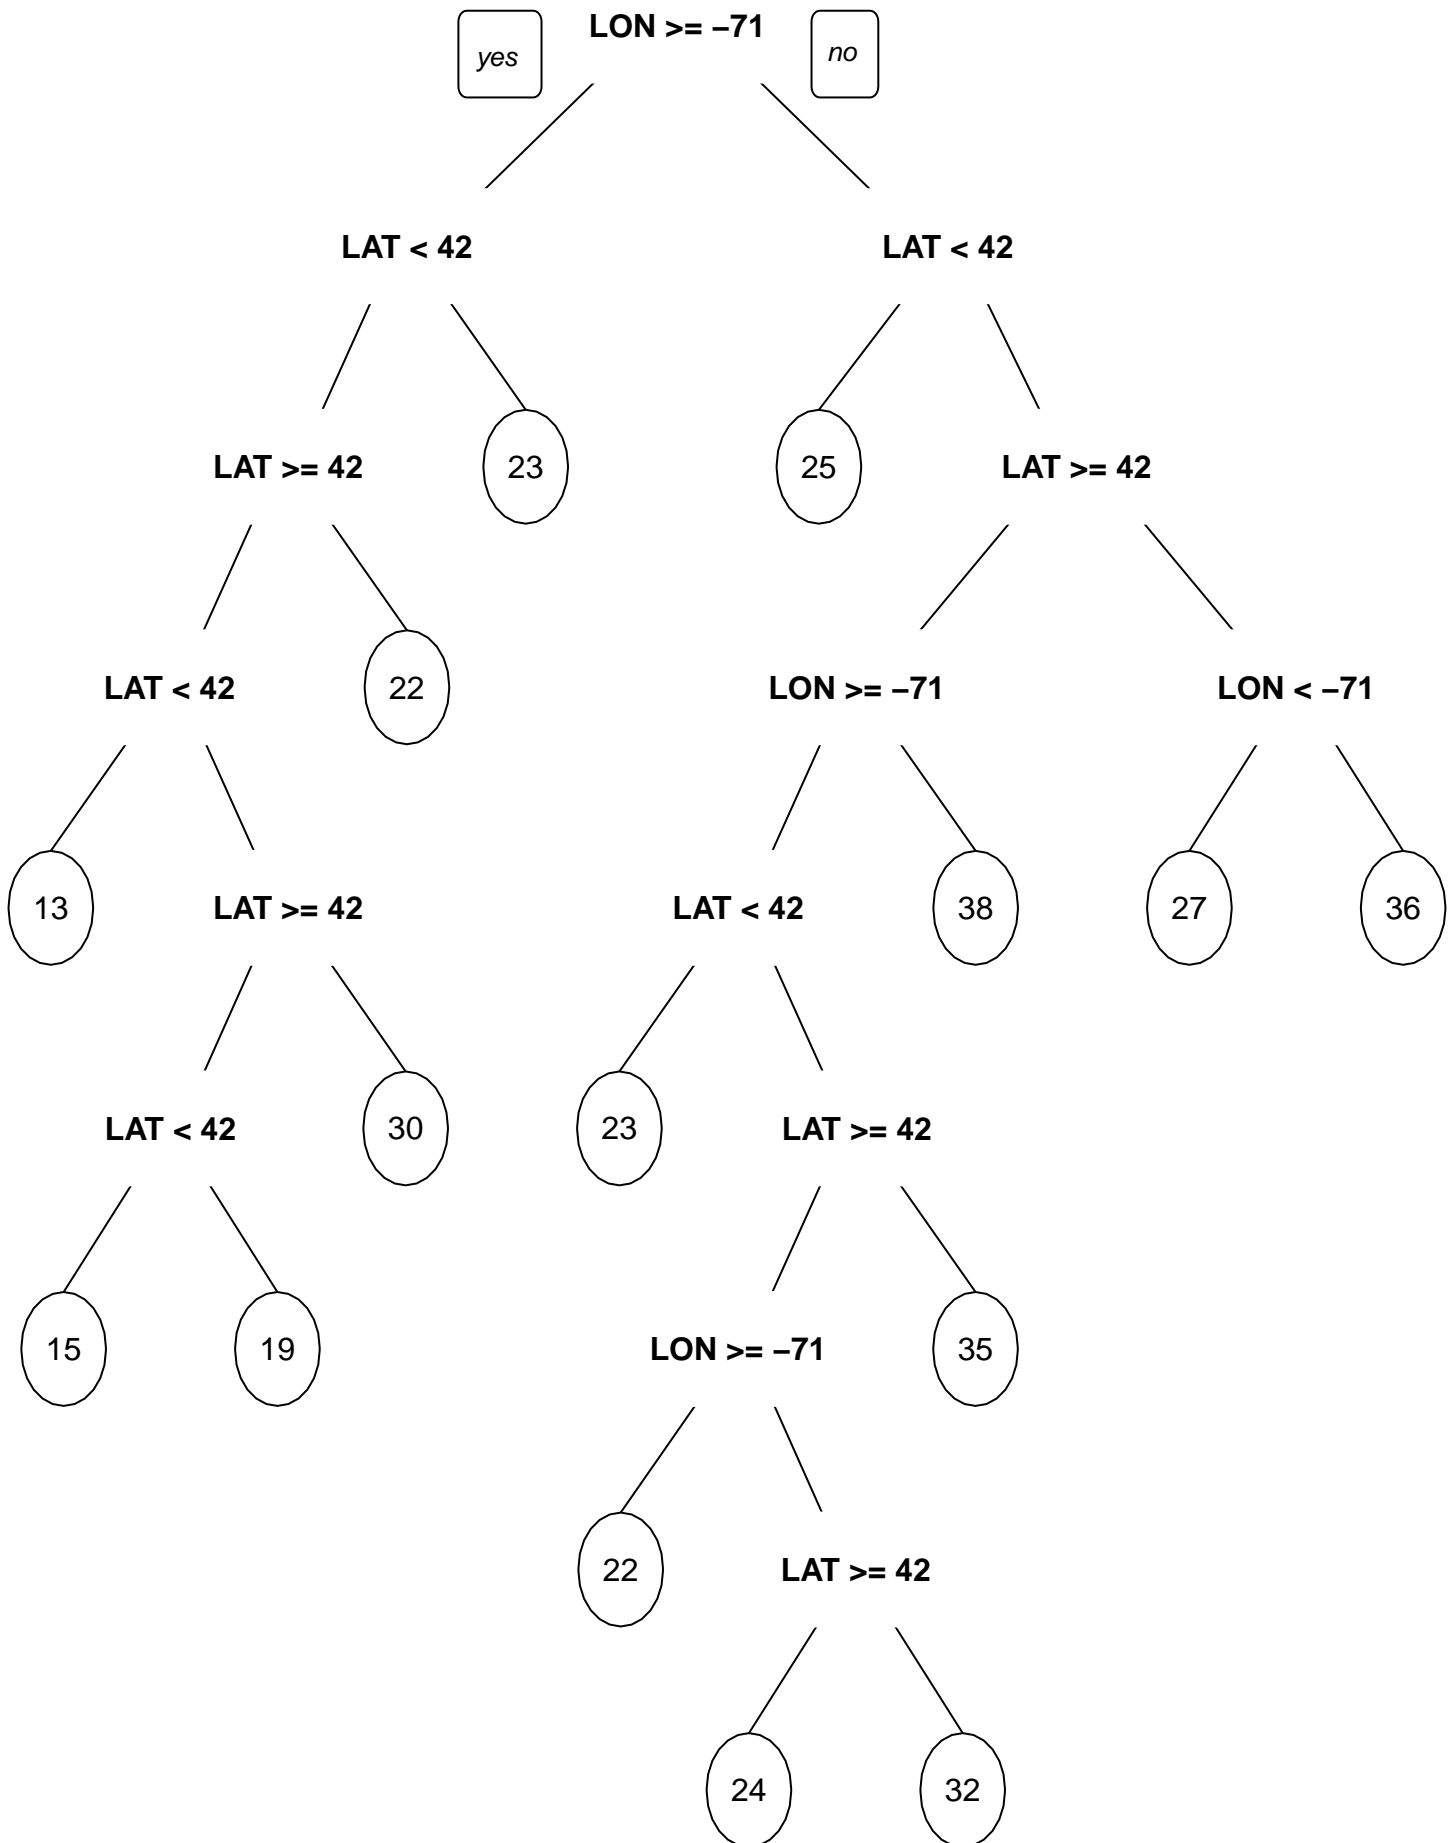 LON >= –71
yes
no
LAT < 42
LAT < 42
LAT >= 42
23
25
LAT >= 42
LAT < 42
22
LON >= –71
LON < –71
13
LAT >= 42
LAT < 42
38
27
36
LAT < 42
30
23
LAT >= 42
15
19
LON >= –71
35
22
LAT >= 42
24
32